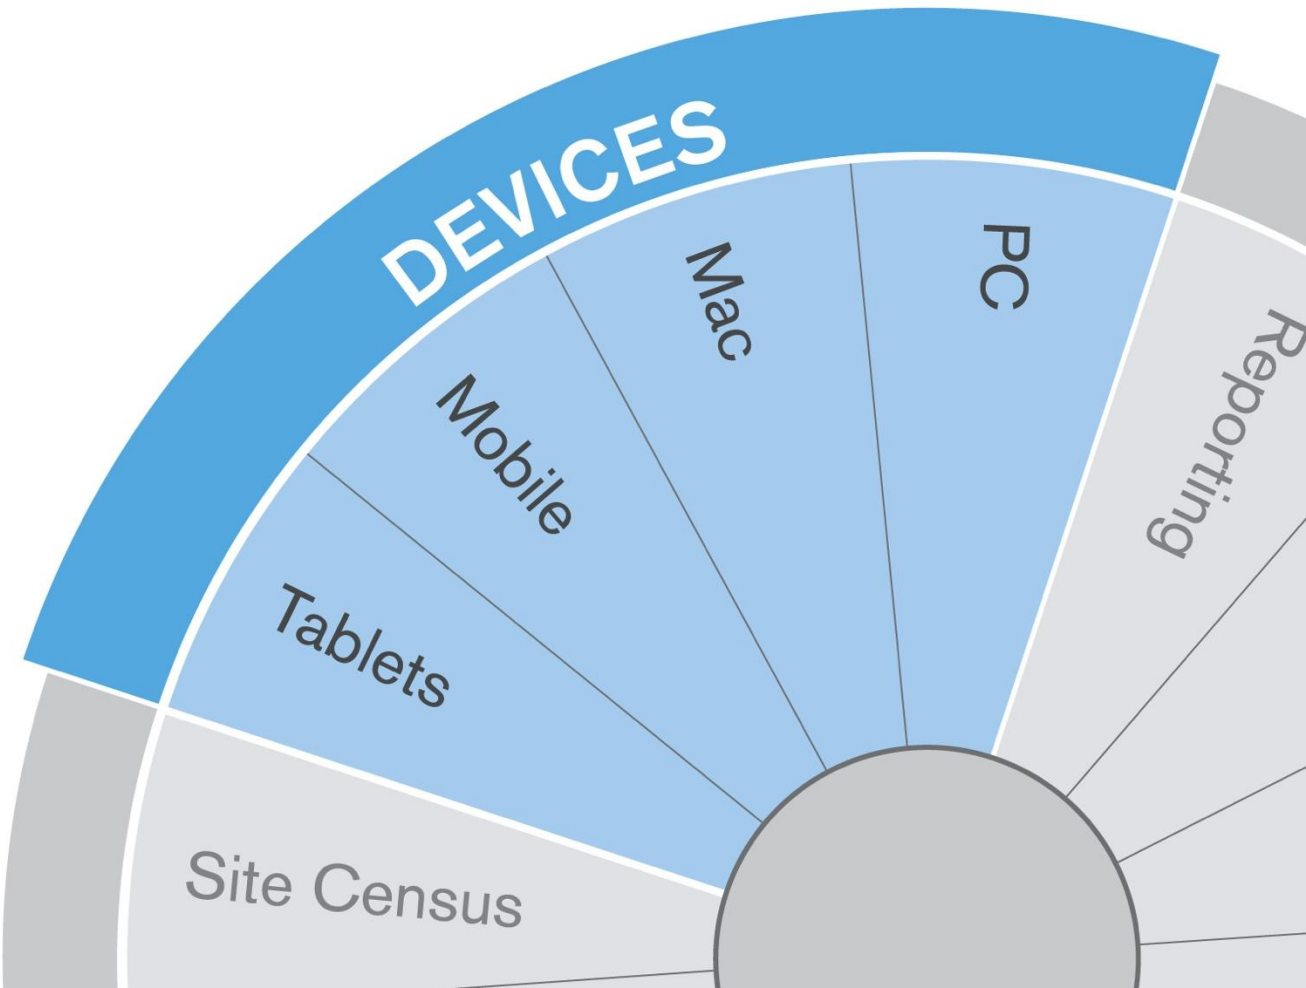 DEVICES
Tablets
Mobile
Mac
PC
Reporting
Site Census